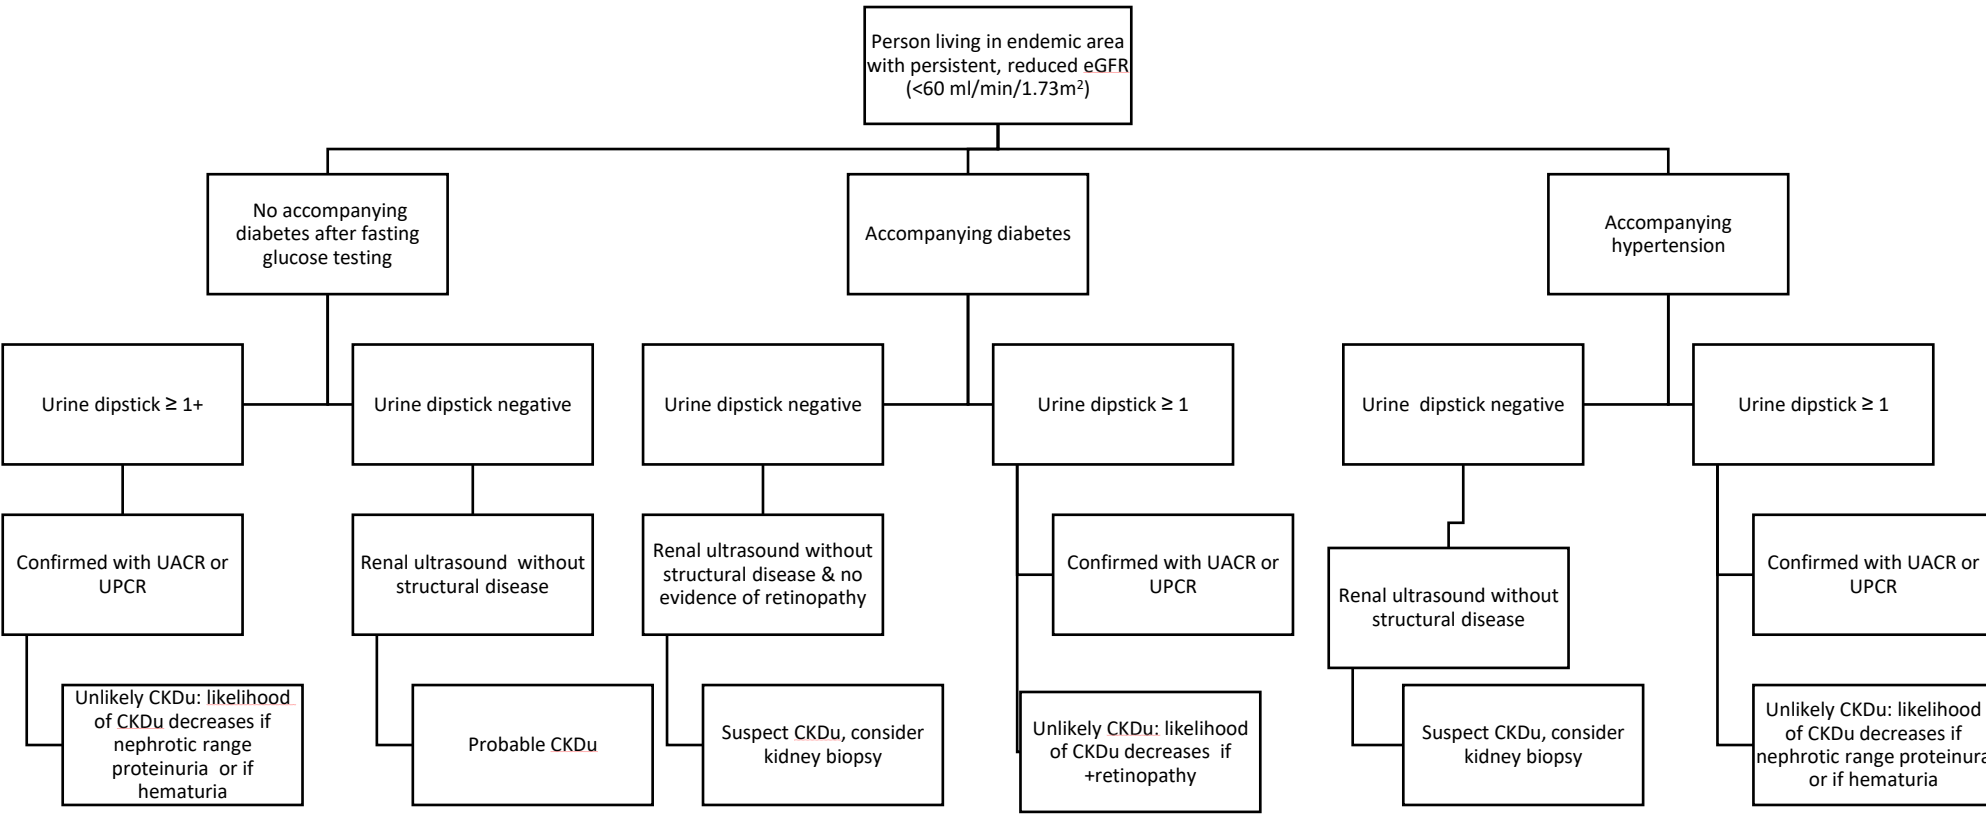 Person living in endemic area
with persistent, reduced eGFR
(<60 ml/min/1.73m²)
No accompanying
diabetes after fasting
glucose testing
Accompanying diabetes
Accompanying
hypertension
Urine dipstick ≥ 1+
Urine dipstick negative
Urine dipstick negative
Urine dipstick ≥ 1
Urine dipstick negative
Urine dipstick ≥ 1
Confirmed with UACR or
UPCR
Renal ultrasound without
structural disease
Renal ultrasound without
structural disease & no
evidence of retinopathy
Confirmed with UACR or
UPCR
Renal ultrasound without
structural disease
Confirmed with UACR or
UPCR
Unlikely CKDu: likelihood
of CKDu decreases if
nephrotic range
proteinuria or if
hematuria
Probable CKDu
Suspect CKDu, consider
kidney biopsy
Unlikely CKDu: likelihood
of CKDu decreases if
+retinopathy
Suspect CKDu, consider
kidney biopsy
Unlikely CKDu: likelihood
of CKDu decreases if
nephrotic range proteinura
or if hematuria